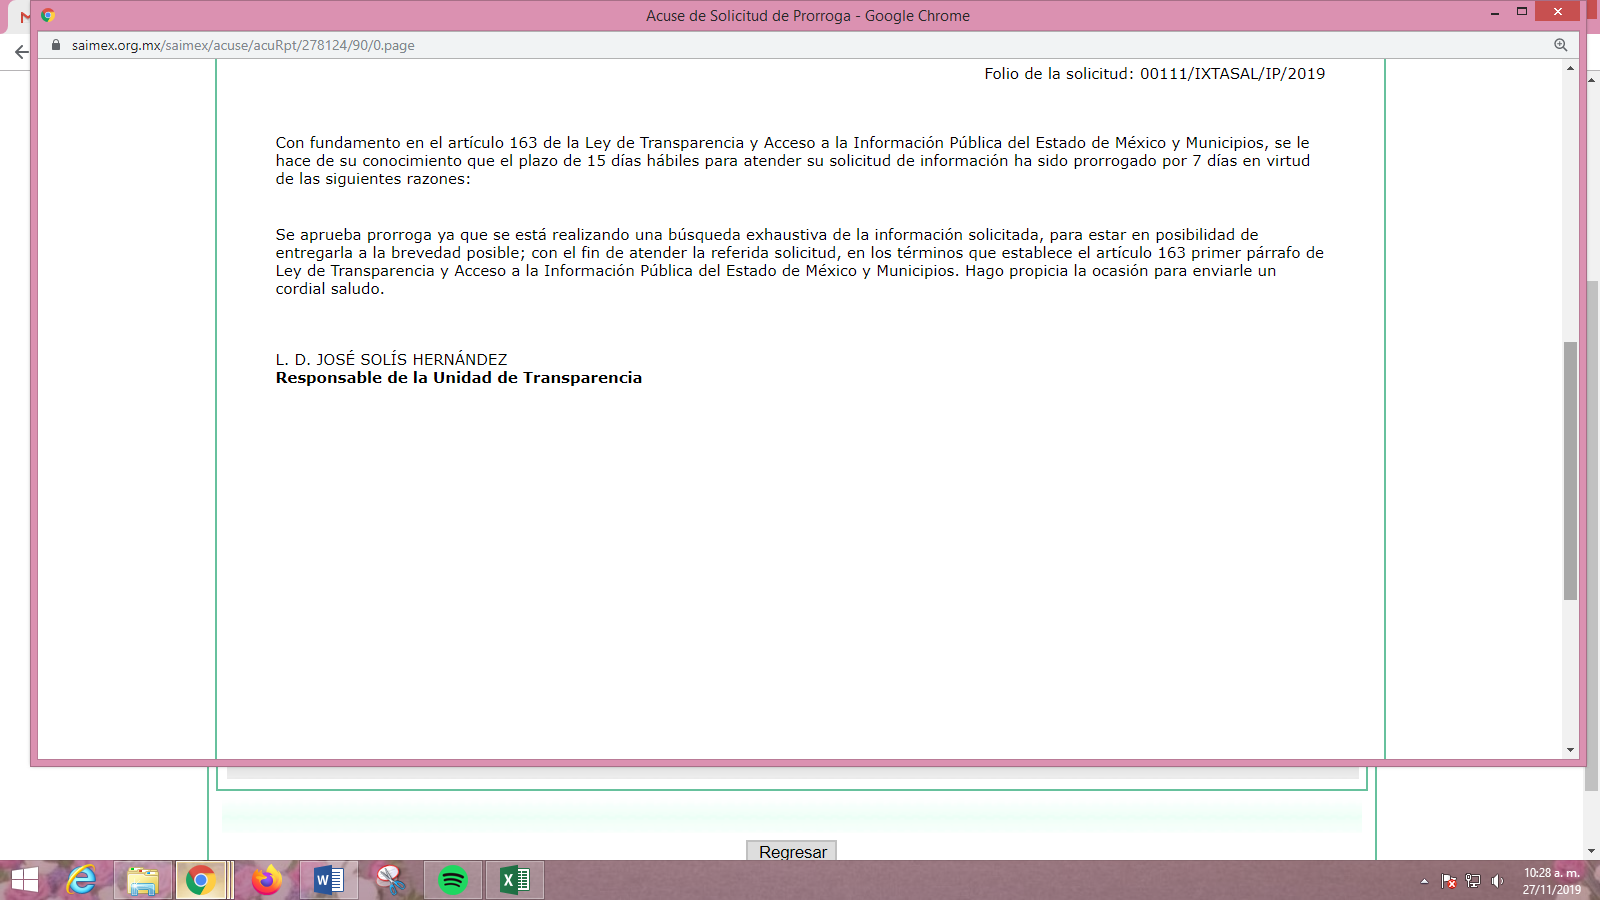 Acuse de Solicitud de Prorroga - Google Chrome
saimex.org.mx/saimex/acuse/acuRpt/278124/90/0.page
Folio de la solicitud: 00111/IXTASAL/IP/2019
Con fundamento en el artículo 163 de la Ley de Transparencia y Acceso a la Información Pública del Estado de México y Municipios, se le
hace de su conocimiento que el plazo de 15 días hábiles para atender su solicitud de información ha sido prorrogado por 7 días en virtud
de las siguientes razones:
Se aprueba prorroga ya que se está realizando una búsqueda exhaustiva de la información solicitada, para estar en posibilidad de
entregarla a la brevedad posible; con el fin de atender la referida solicitud, en los términos que establece el artículo 163 primer párrafo de
Ley de Transparencia y Acceso a la Información Pública del Estado de México y Municipios. Hago propicia la ocasión para enviarle un
cordial saludo.
L. D. JOSÉ SOLÍS HERNÁNDEZ
Responsable de la Unidad de Transparencia
Regresar
10:28 a. m.
27/11/2019